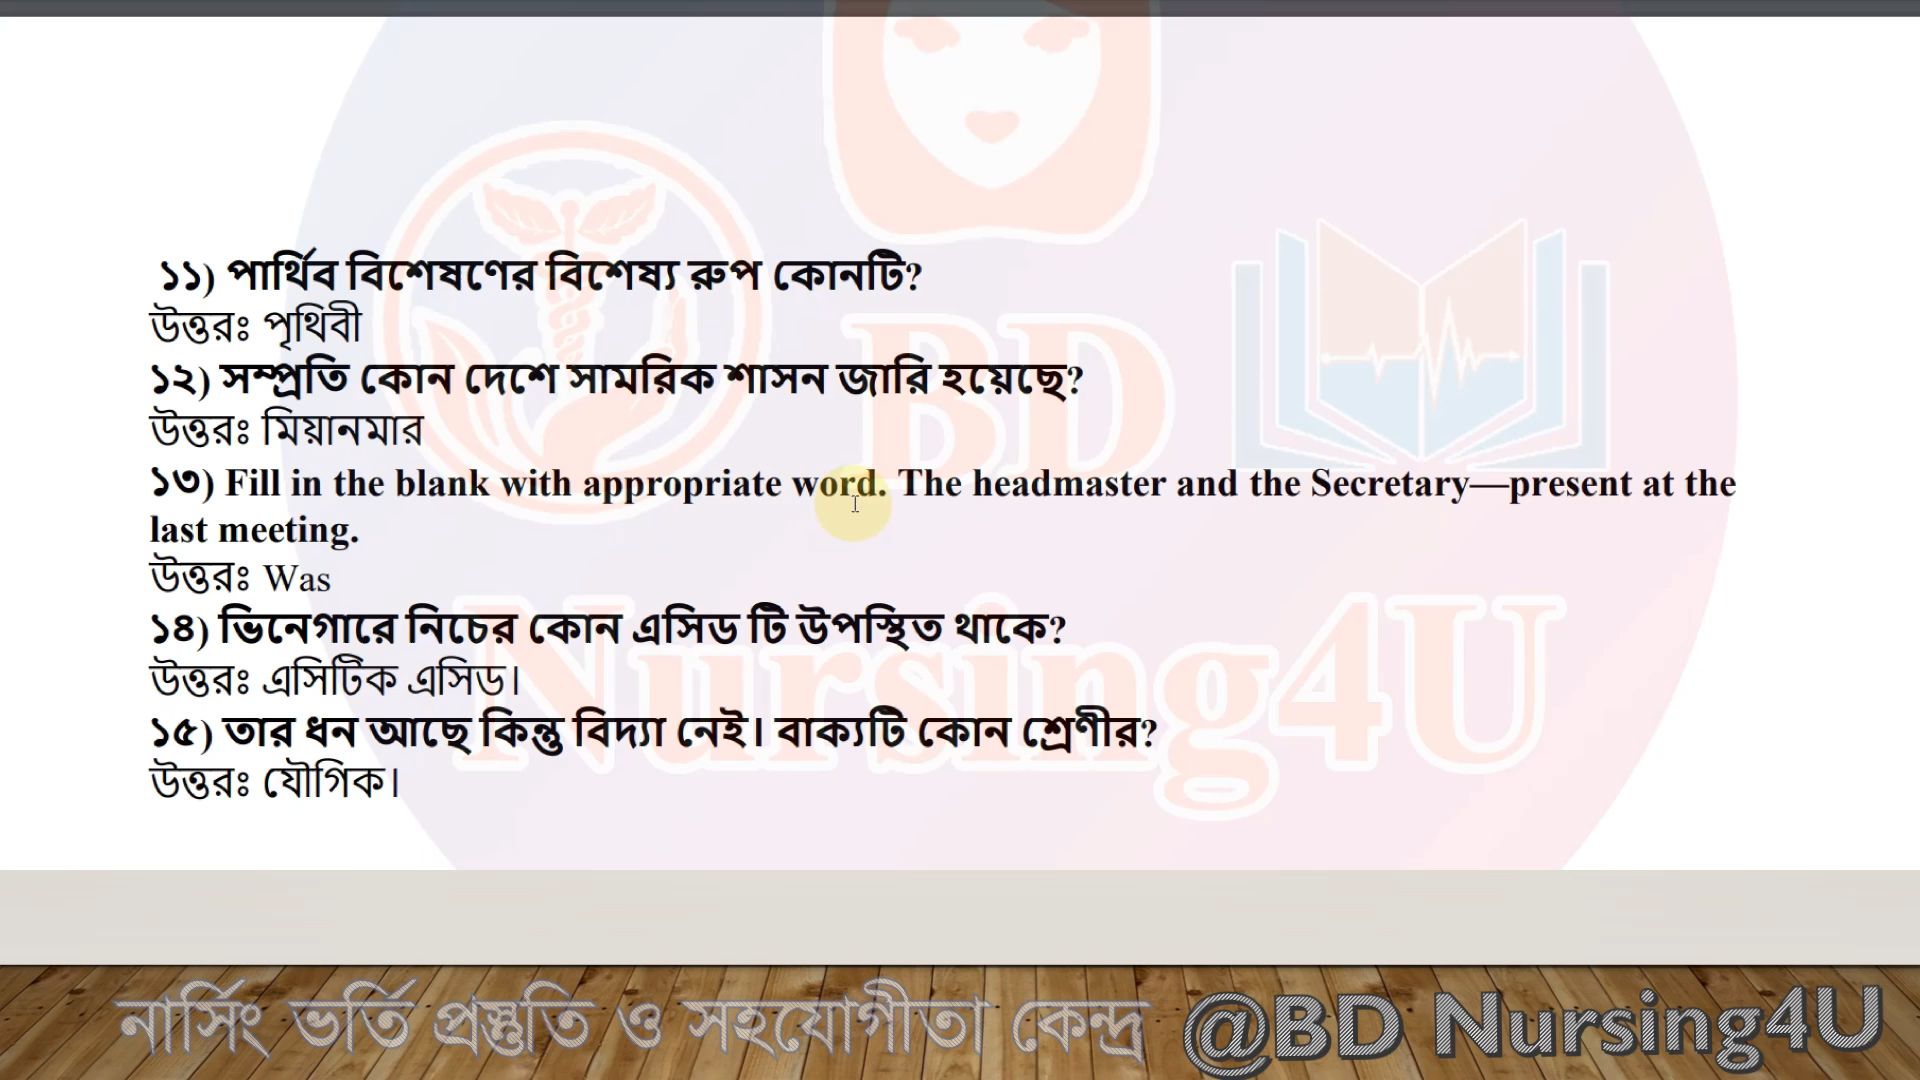 ১১) পার্থিব বিশেষণের বিশেষ্য রুপ কোনটি?
উত্তরঃ পৃথিবী
১২) সম্প্রতি কোন দেশে সামরিক শাসন জারি হয়েছে?
উত্তরঃ মিয়ানমার
১৩) Fill in the blank with appropriate word. The headmaster and the Secretary—present at the
last meeting.
উত্তরঃ Was
১৪) ভিনেগারে নিচের কোন এসিড টি উপস্থিত থাকে?
উত্তরঃ এসিটিক এসিড।
১৫) তার ধন আছে কিন্তু বিদ্যা নেই। বাক্যটি কোন শ্রেণীর?
উত্তরঃ যৌগিক।
BD
Nursing4U
নার্সিং ভর্তি প্রস্তুতি ও সহযোগীতা কেন্দ্র @BD Nursing4U